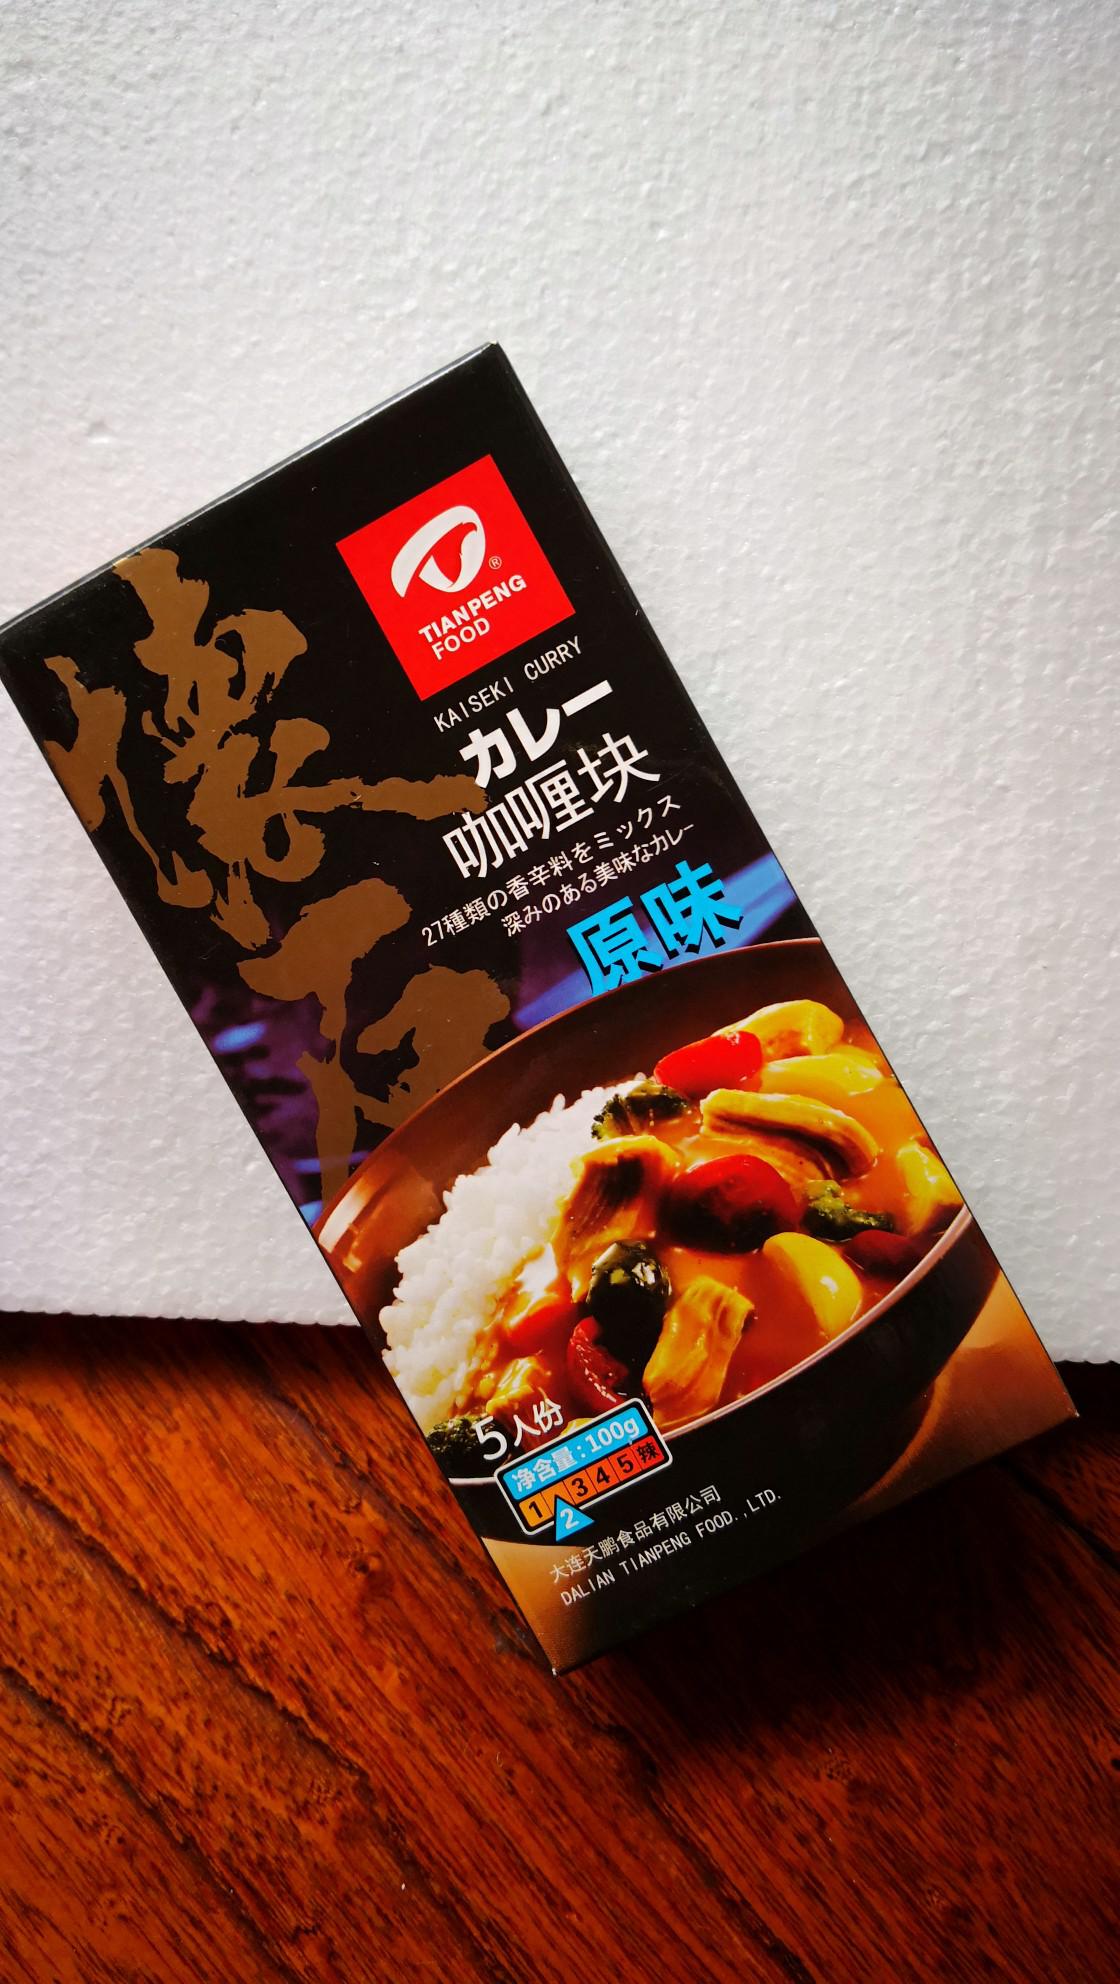 懐石
TIANPENG®
FOOD
KAISEKI CURRY
カレー
咖喱块
27種類の香辛料をミックス
深みのある美味なカレー
原味
5人份
净含量:100g
1 2 3 4 5 辣
大连天鹏食品有限公司
DALIAN TIANPENG FOOD.,LTD.